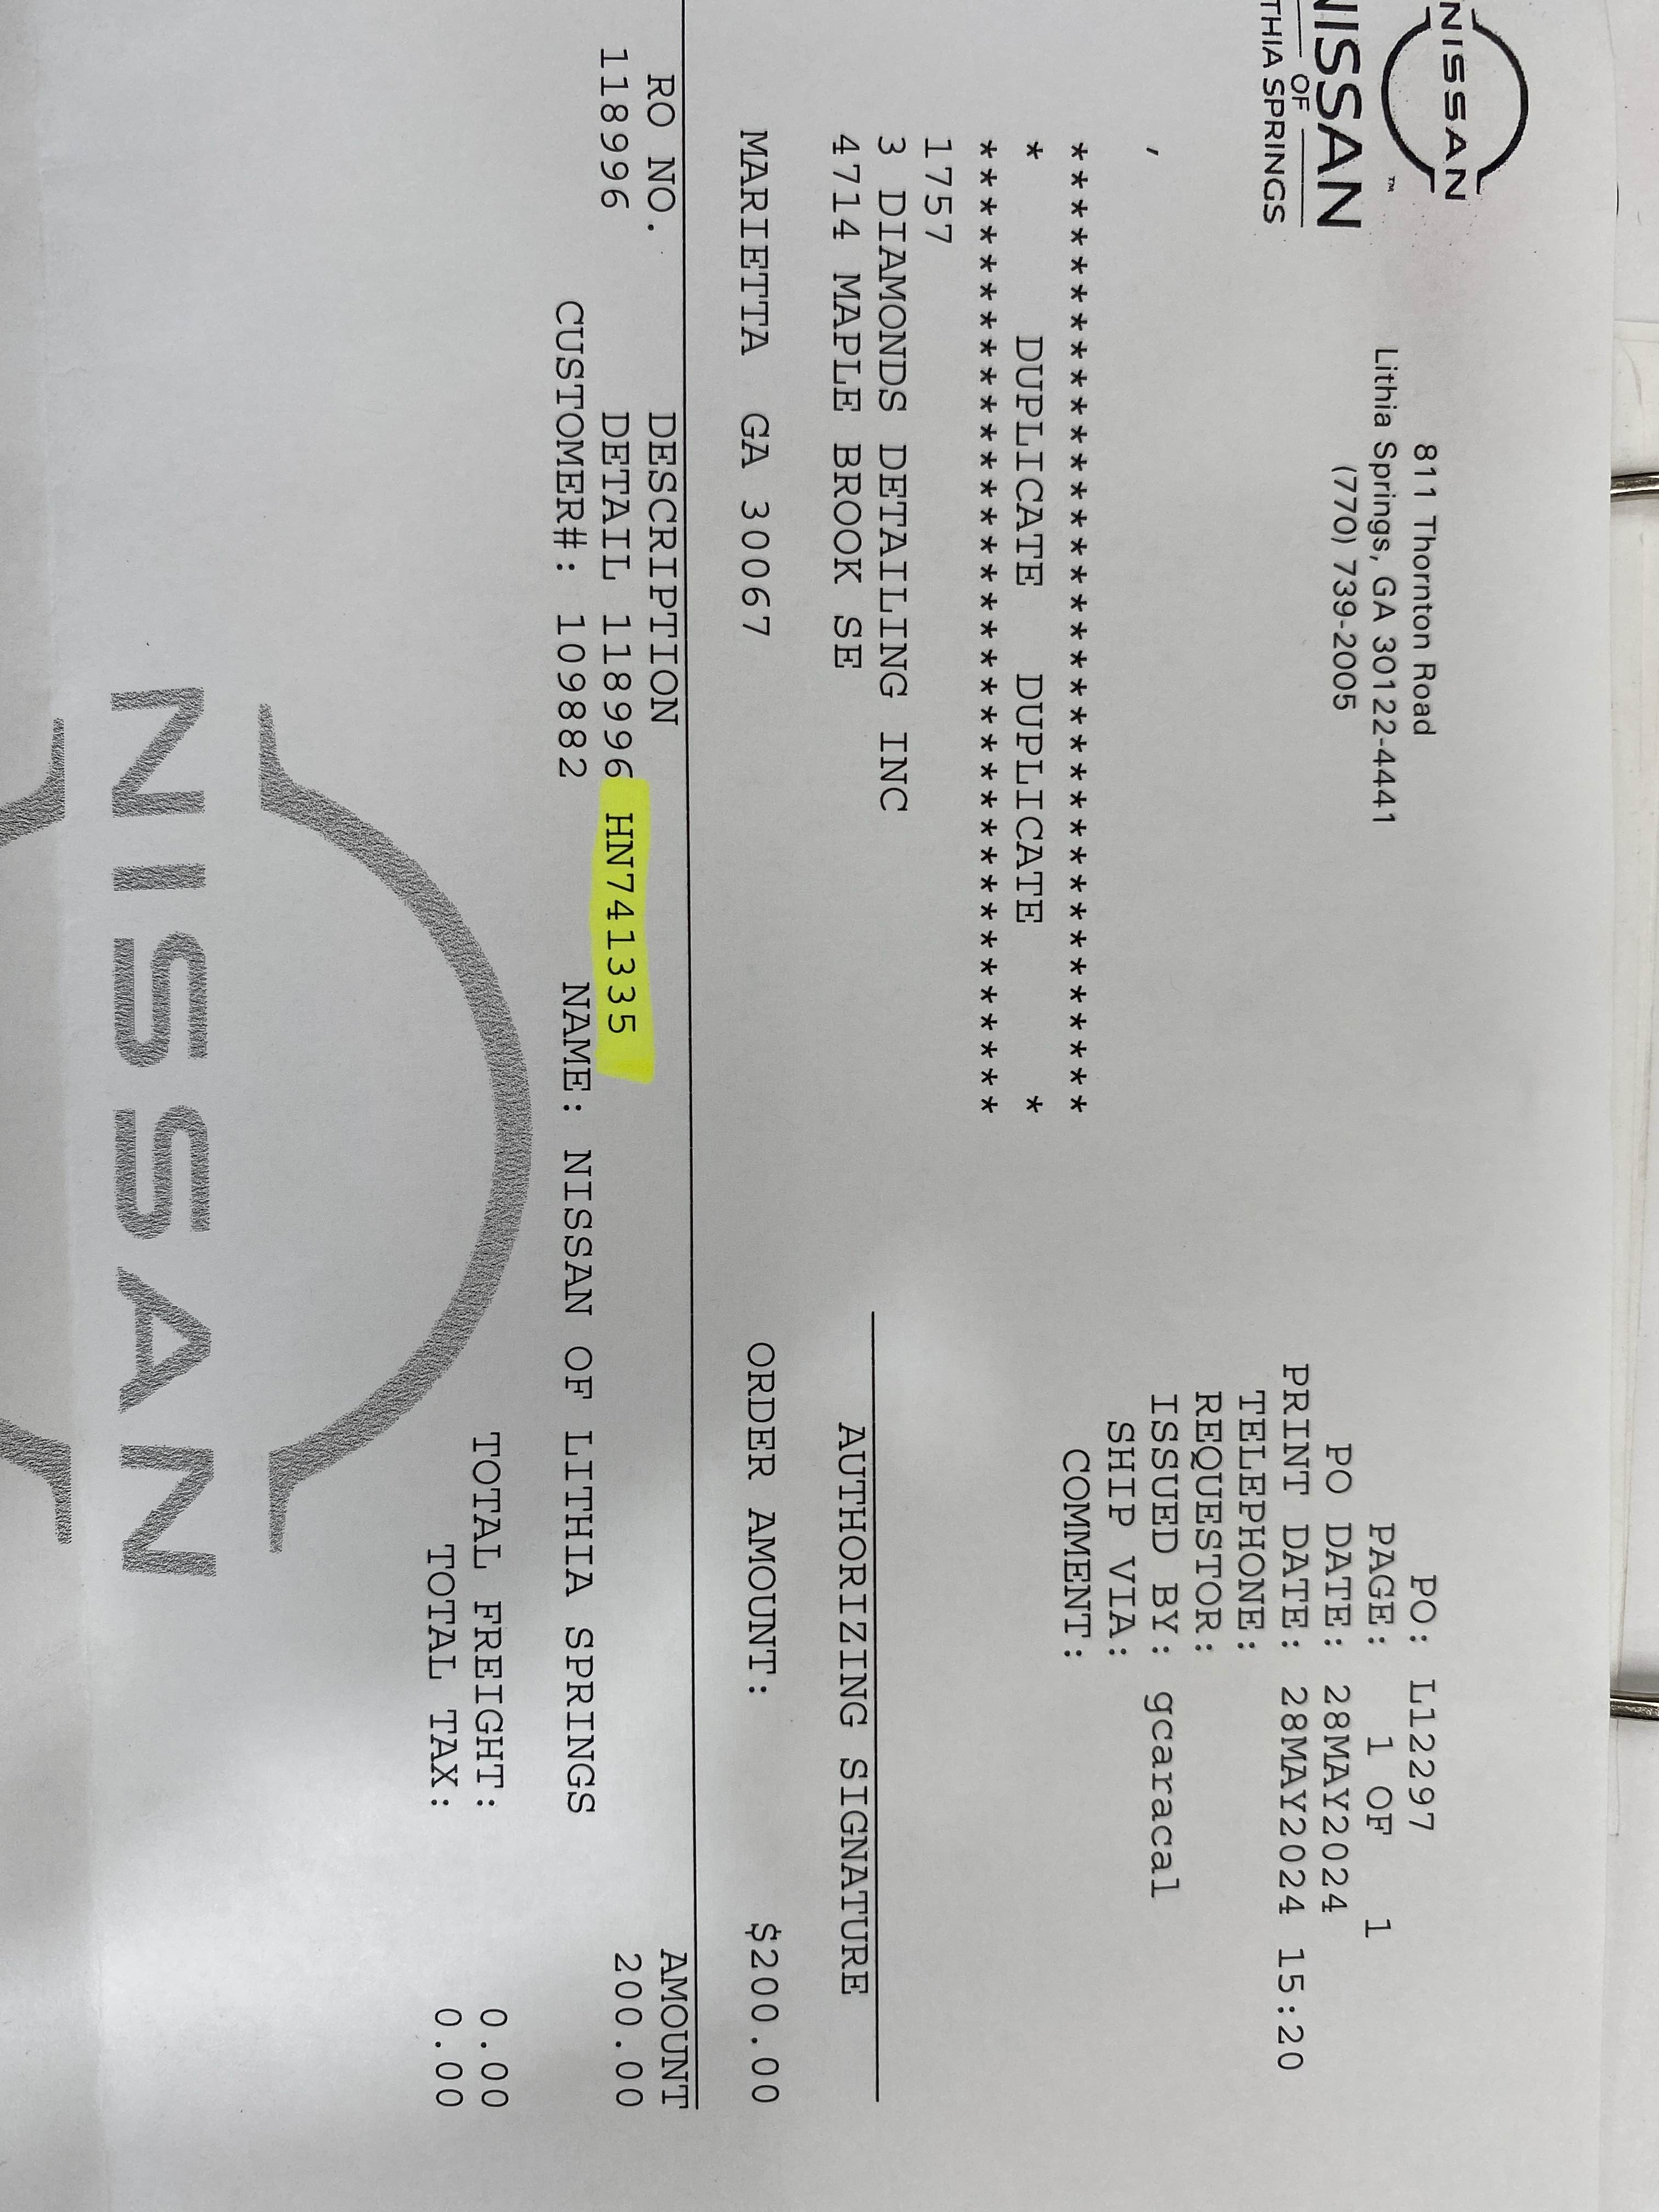 NISSAN
NISSAN
OF
THIA SPRINGS
811 Thornton Road
Lithia Springs, GA 30122-4441
(770) 739-2005
PO: L12297
PAGE: 1 OF 1
PO DATE: 28MAY2024
PRINT DATE: 28MAY2024 15:20
TELEPHONE:
REQUESTOR:
ISSUED BY: gcaracal
SHIP VIA:
COMMENT:
,
***********************************
* DUPLICATE DUPLICATE *
***********************************
1757
3 DIAMONDS DETAILING INC
4714 MAPLE BROOK SE
MARIETTA GA 30067
AUTHORIZING SIGNATURE
ORDER AMOUNT: $200.00
RO NO. DESCRIPTION AMOUNT
118996 DETAIL 118996 HN741335 200.00
CUSTOMER#: 109882 NAME: NISSAN OF LITHIA SPRINGS
TOTAL FREIGHT: 0.00
TOTAL TAX: 0.00
NISSAN